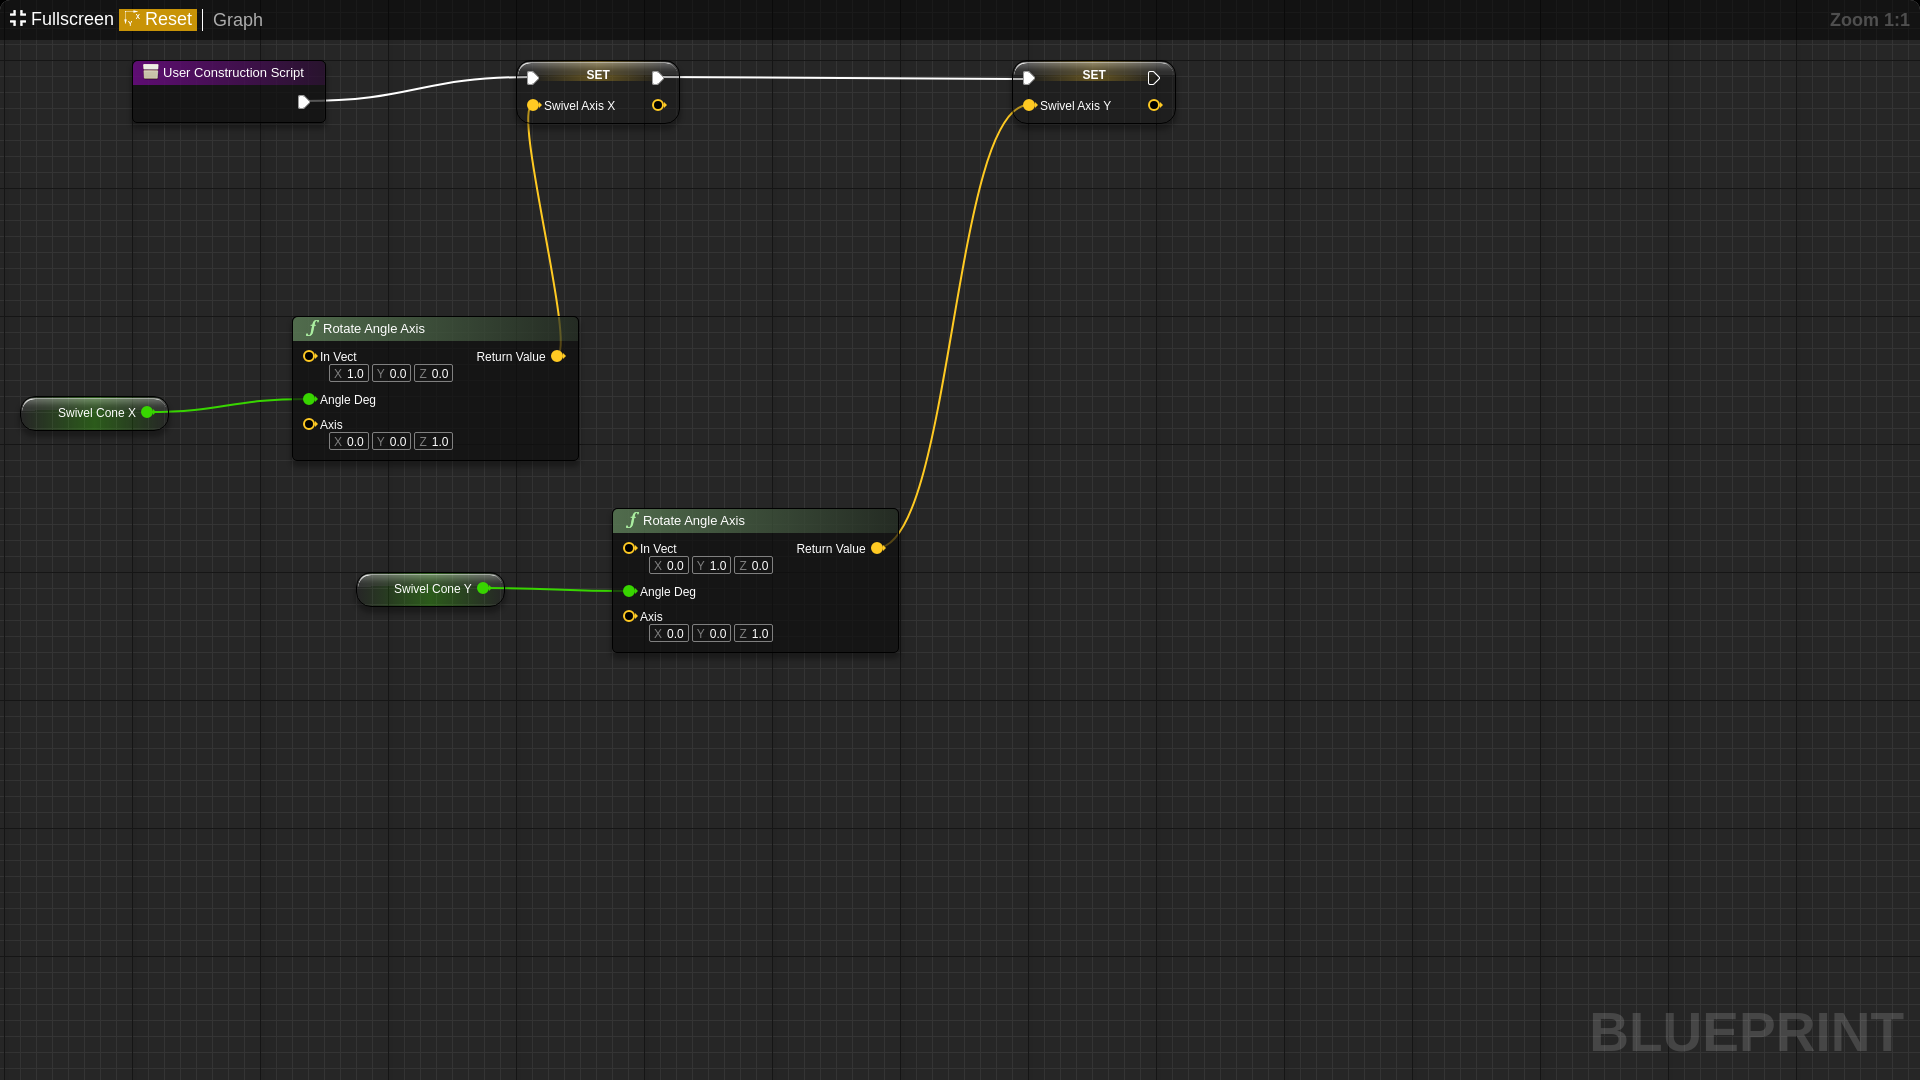 Fullscreen Reset Graph Zoom 1:1
User Construction Script
SET
Swivel Axis X
SET
Swivel Axis Y
Rotate Angle Axis
In Vect Return Value
X 1.0 Y 0.0 Z 0.0
Angle Deg
Axis
X 0.0 Y 0.0 Z 1.0
Swivel Cone X
Rotate Angle Axis
In Vect Return Value
X 0.0 Y 1.0 Z 0.0
Angle Deg
Axis
X 0.0 Y 0.0 Z 1.0
Swivel Cone Y
BLUEPRINT